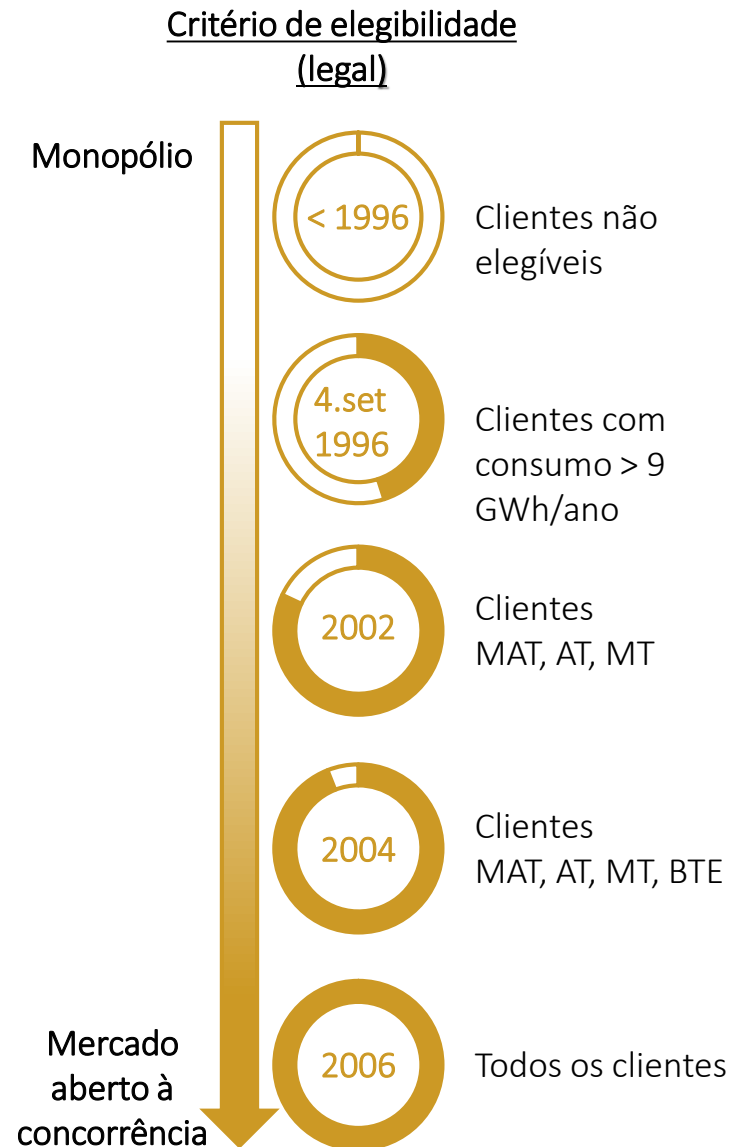 Critério de elegibilidade
(legal)
Monopólio
< 1996
Clientes não
elegíveis
4.set
1996
Clientes com
consumo > 9
GWh/ano
2002
Clientes
MAT, AT, MT
2004
Clientes
MAT, AT, MT, BTE
Mercado
aberto à
concorrência
2006
Todos os clientes